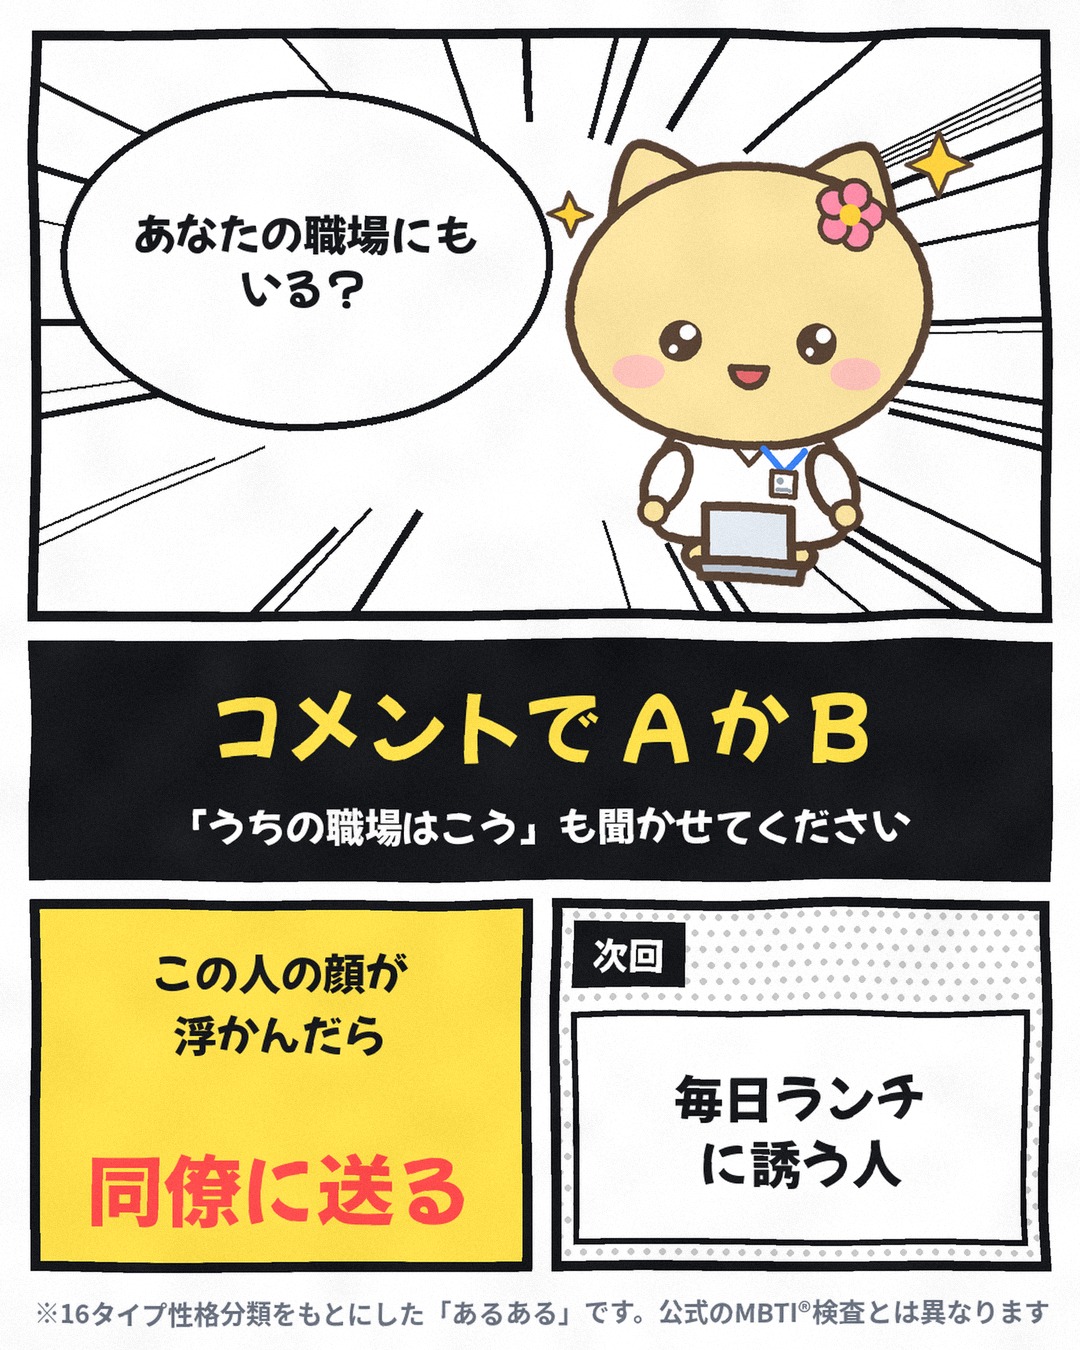 あなたの職場にも
いる？
コメントでAかB
「うちの職場はこう」も聞かせてください
この人の顔が
浮かんだら
同僚に送る
次回
毎日ランチ
に誘う人
※16タイプ性格分類をもとにした「あるある」です。公式のMBTI®検査とは異なります